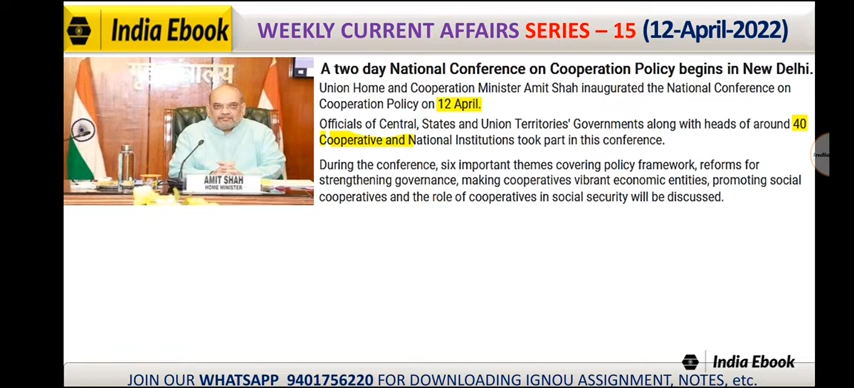 India Ebook WEEKLY CURRENT AFFAIRS SERIES – 15 (12-April-2022)
A two day National Conference on Cooperation Policy begins in New Delhi.
Union Home and Cooperation Minister Amit Shah inaugurated the National Conference on
Cooperation Policy on 12 April.
Officials of Central, States and Union Territories' Governments along with heads of around 40
Cooperative and National Institutions took part in this conference.
During the conference, six important themes covering policy framework, reforms for
strengthening governance, making cooperatives vibrant economic entities, promoting social
cooperatives and the role of cooperatives in social security will be discussed.
AMIT SHAH
HOME MINISTER
India Ebook
JOIN OUR WHATSAPP 9401756220 FOR DOWNLOADING IGNOU ASSIGNMENT, NOTES, etc.